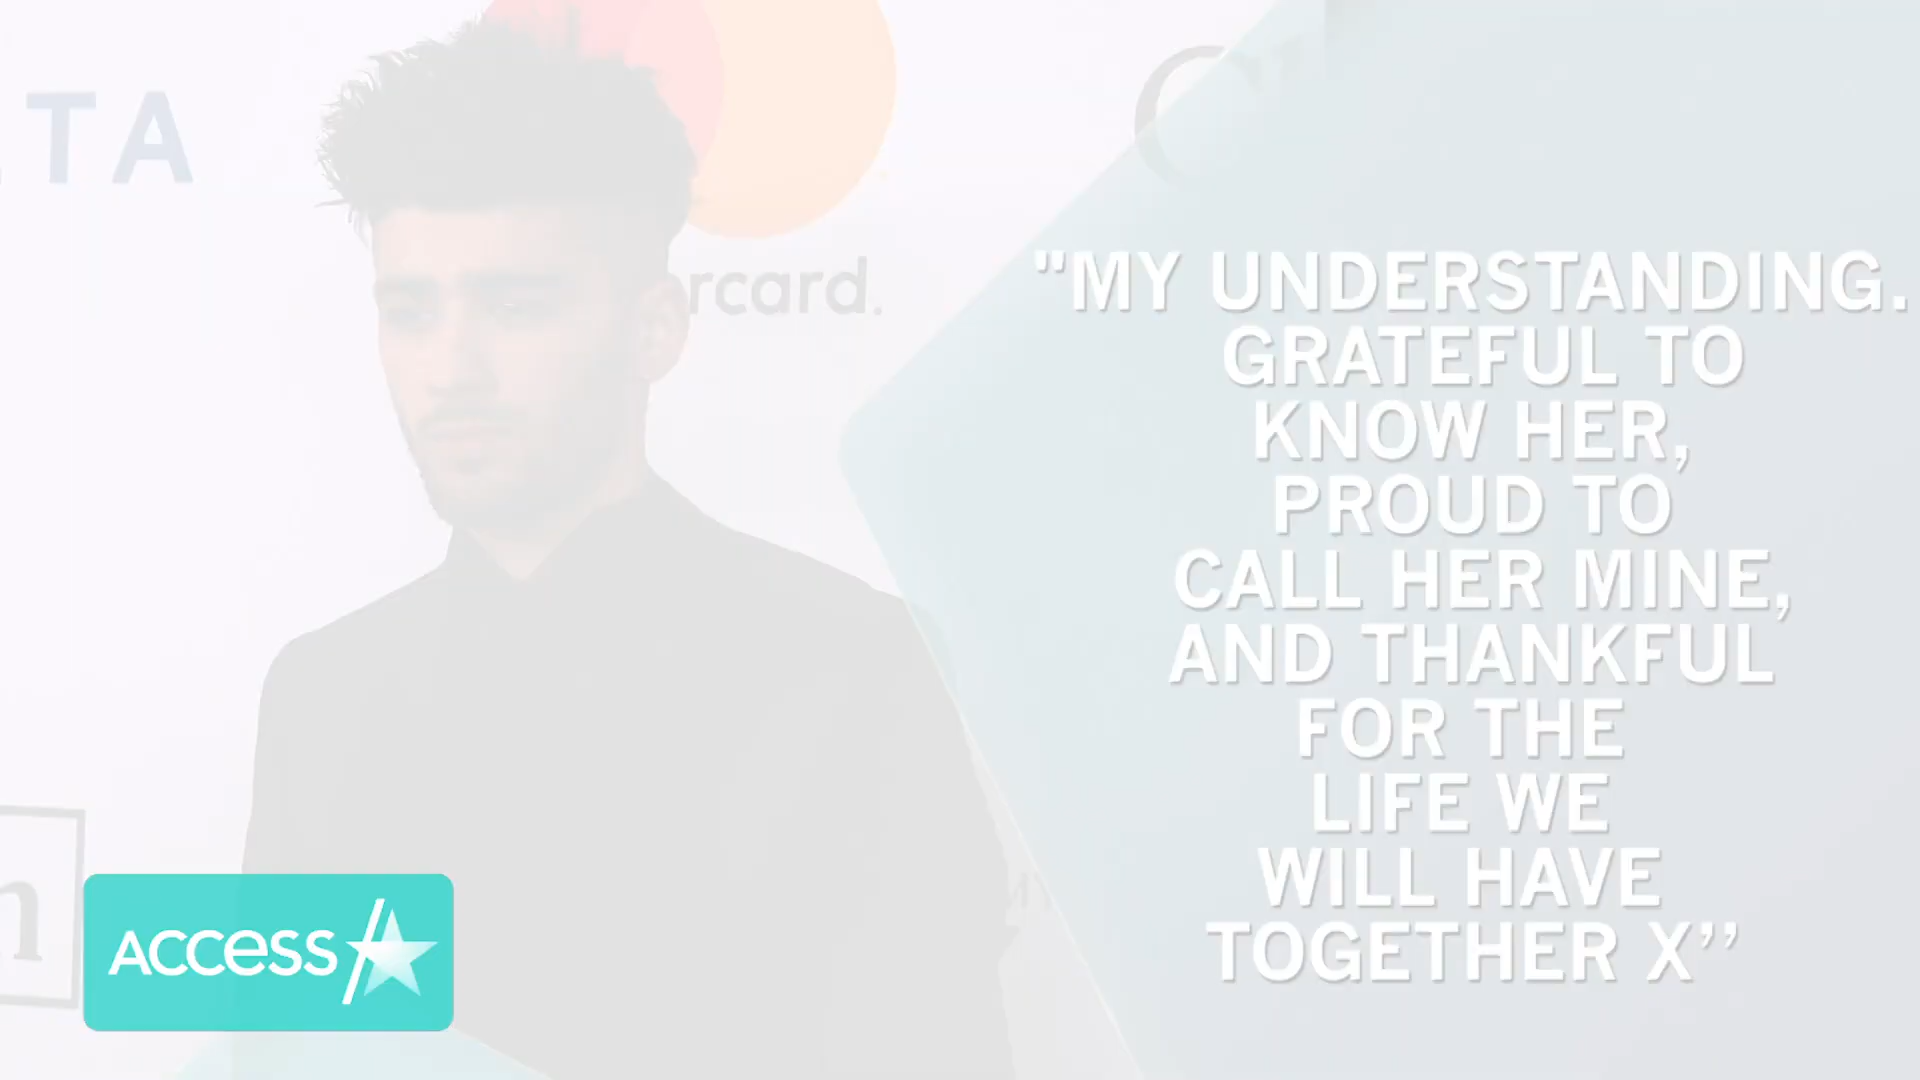 TA
C
rcard.
"MY UNDERSTANDING.
GRATEFUL TO
KNOW HER,
PROUD TO
CALL HER MINE,
AND THANKFUL
FOR THE
LIFE WE
WILL HAVE
TOGETHER X’’
n
ACCESS